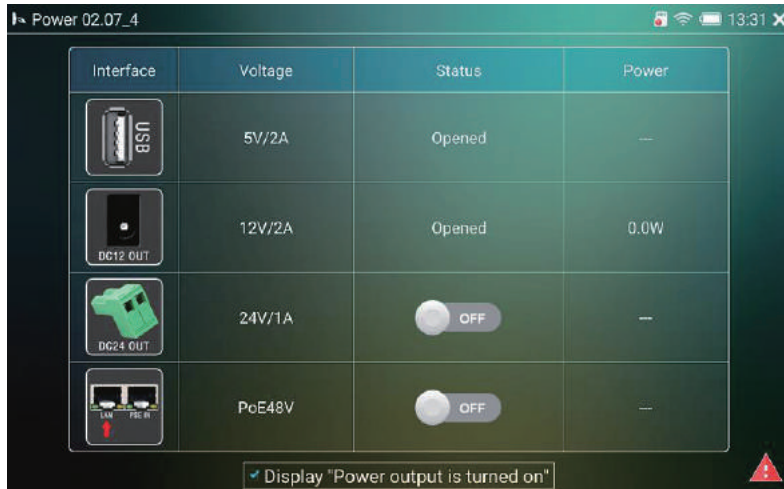 Power 02.07_4 13:31
Interface Voltage Status Power
USB 5V/2A Opened ---
12V/2A Opened 0.0W
DC12 OUT
24V/1A OFF ---
DC24 OUT
PoE48V OFF ---
LAN POE IN
Display "Power output is turned on"